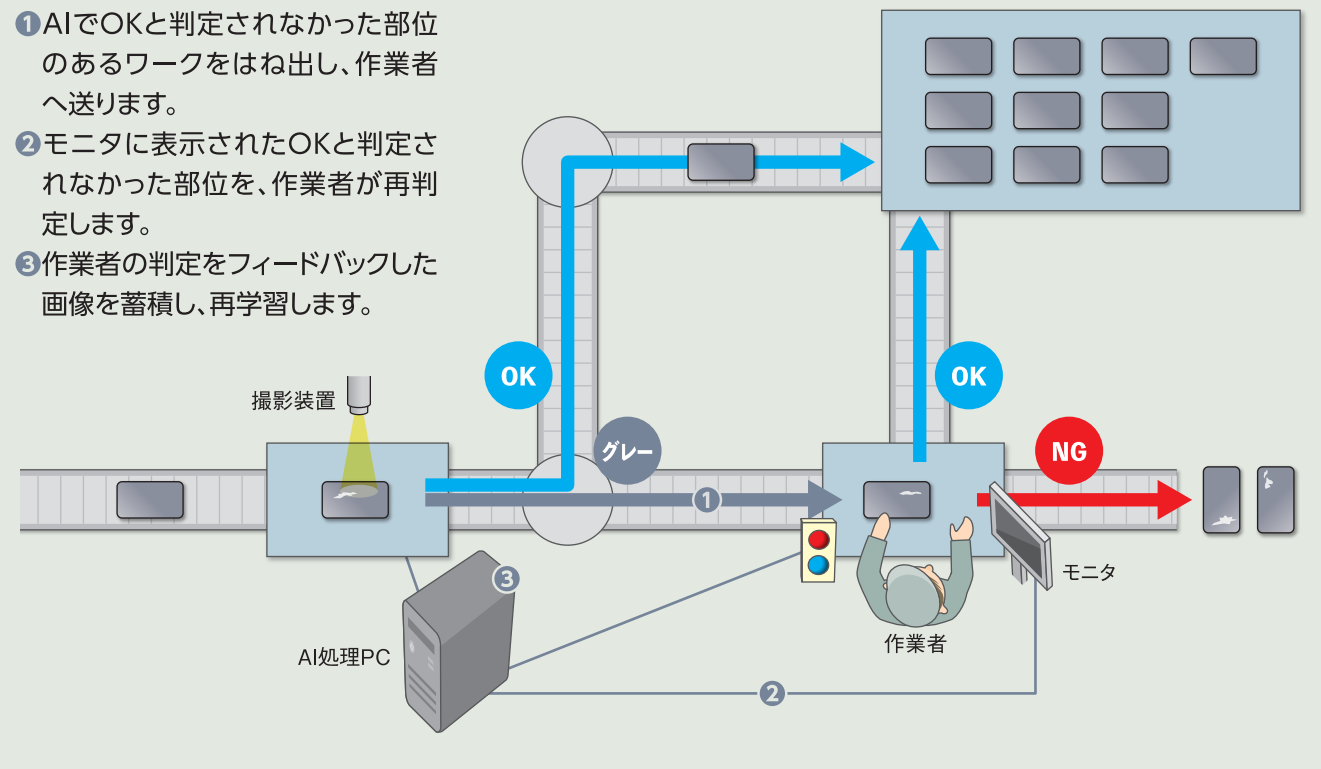 ❶AIでOKと判定されなかった部位
のあるワークをはね出し、作業者
へ送ります。
❷モニタに表示されたOKと判定さ
れなかった部位を、作業者が再判
定します。
❸作業者の判定をフィードバックした
画像を蓄積し、再学習します。
OK
OK
撮影装置
グレー
NG
❶
❸
モニタ
作業者
AI処理PC
❷